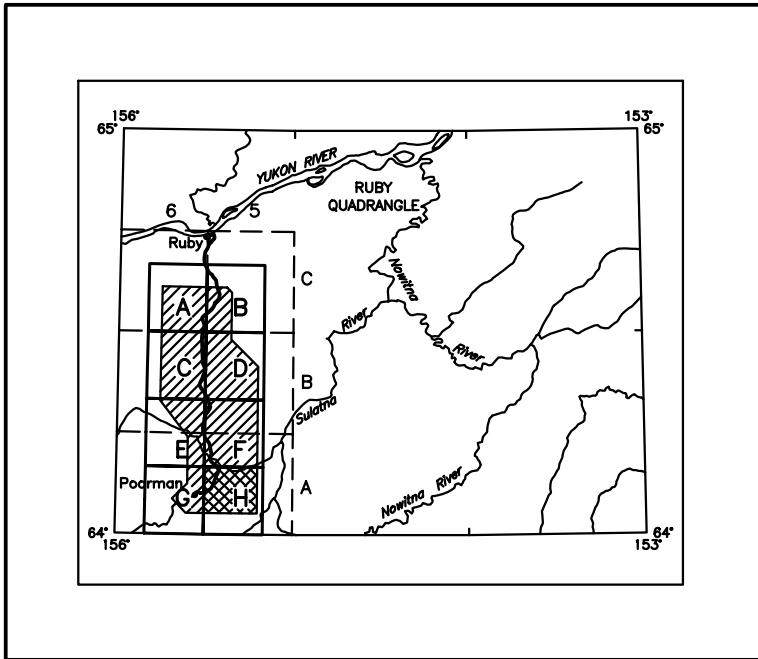 156°
153°
65°
65°
YUKON RIVER
RUBY
QUADRANGLE
6
5
Ruby
Nowitna
River
C
A
B
River
C
D
B
Sulatna
E
F
Poorman
G
H
A
Nowitna River
64°
64°
156°
153°